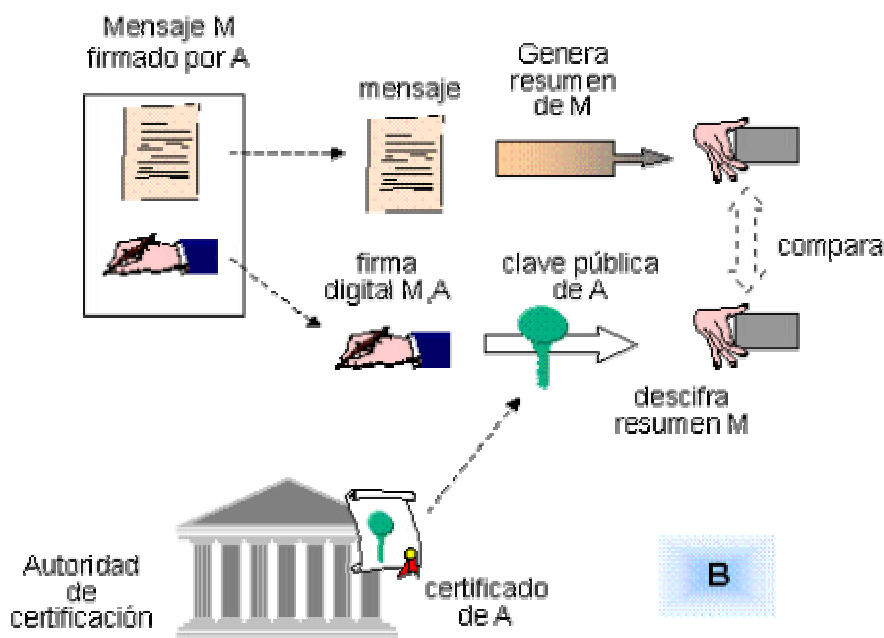 Mensaje M
firmado por A
mensaje
Genera
resumen
de M
compara
firma
digital M,A
clave pública
de A
descifra
resumen M
Autoridad
de
certificación
certificado
de A
B